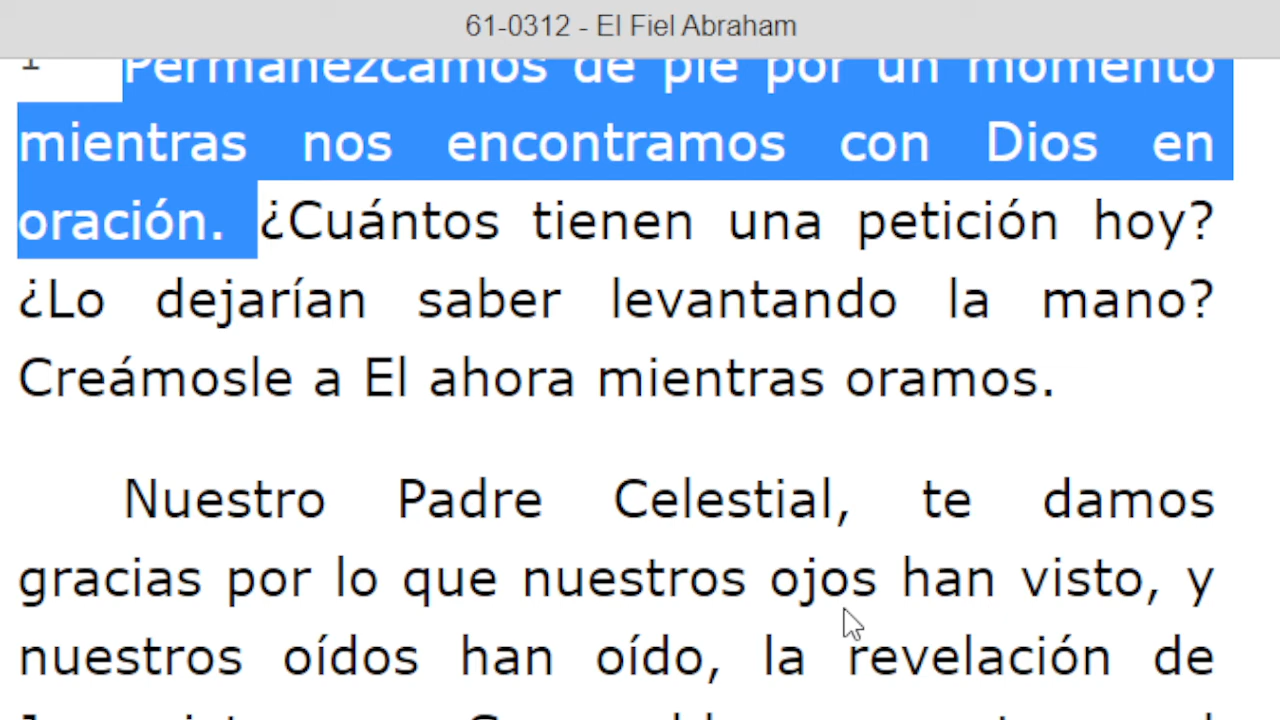 61-0312 - El Fiel Abraham
1 Permanezcamos de pie por un momento
mientras nos encontramos con Dios en
oración. ¿Cuántos tienen una petición hoy?
¿Lo dejarían saber levantando la mano?
Creámosle a El ahora mientras oramos.
Nuestro Padre Celestial, te damos
gracias por lo que nuestros ojos han visto, y
nuestros oídos han oído, la revelación de